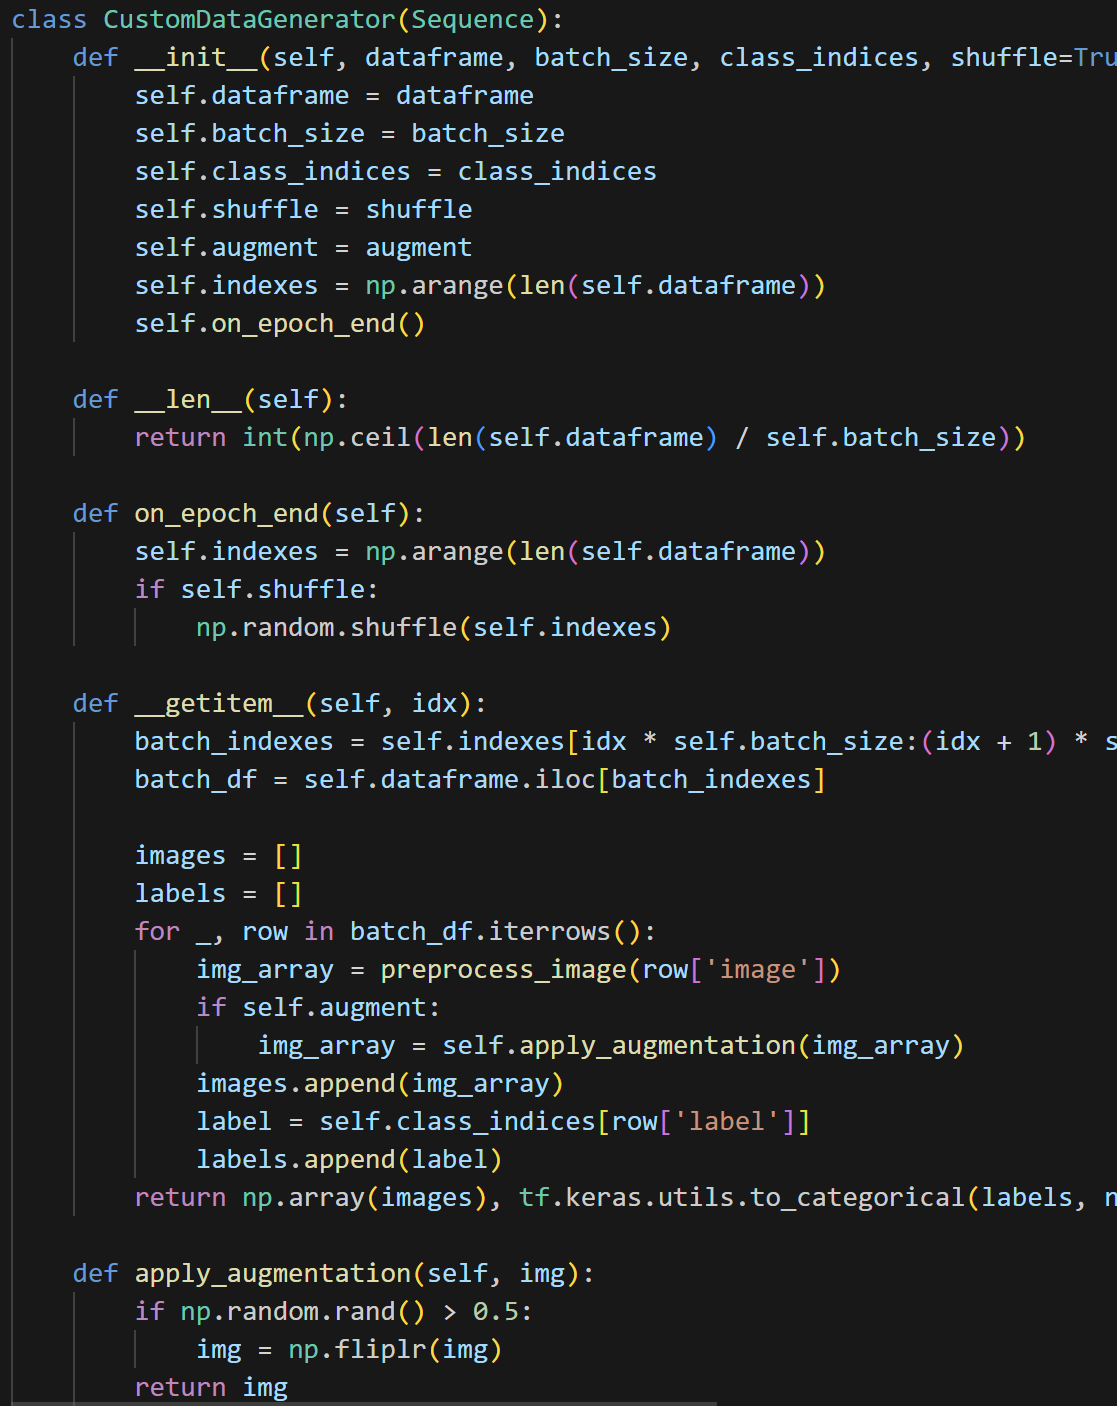 class CustomDataGenerator(Sequence):
    def __init__(self, dataframe, batch_size, class_indices, shuffle=Tru
        self.dataframe = dataframe
        self.batch_size = batch_size
        self.class_indices = class_indices
        self.shuffle = shuffle
        self.augment = augment
        self.indexes = np.arange(len(self.dataframe))
        self.on_epoch_end()

    def __len__(self):
        return int(np.ceil(len(self.dataframe) / self.batch_size))

    def on_epoch_end(self):
        self.indexes = np.arange(len(self.dataframe))
        if self.shuffle:
            np.random.shuffle(self.indexes)

    def __getitem__(self, idx):
        batch_indexes = self.indexes[idx * self.batch_size:(idx + 1) * s
        batch_df = self.dataframe.iloc[batch_indexes]

        images = []
        labels = []
        for _, row in batch_df.iterrows():
            img_array = preprocess_image(row['image'])
            if self.augment:
                img_array = self.apply_augmentation(img_array)
            images.append(img_array)
            label = self.class_indices[row['label']]
            labels.append(label)
        return np.array(images), tf.keras.utils.to_categorical(labels, n

    def apply_augmentation(self, img):
        if np.random.rand() > 0.5:
            img = np.fliplr(img)
        return img